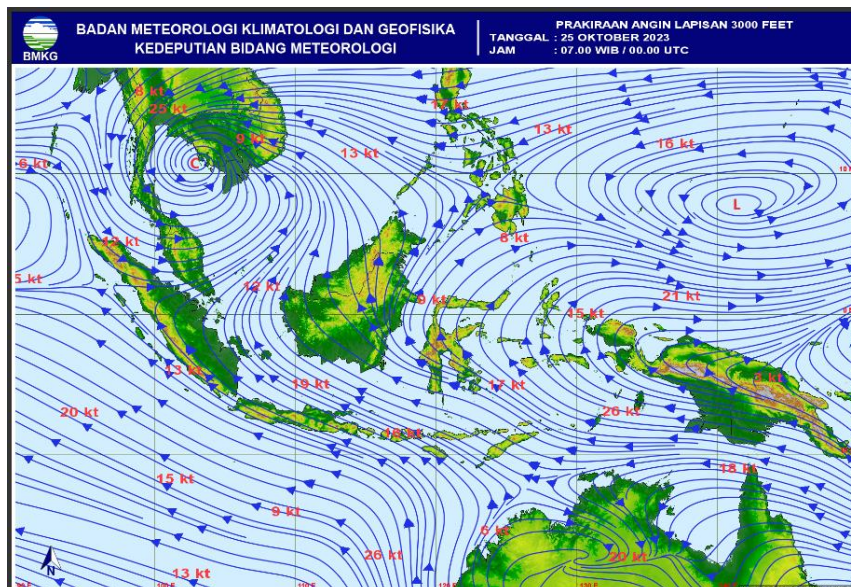 BMKG
BADAN METEOROLOGI KLIMATOLOGI DAN GEOFISIKA
KEDEPUTIAN BIDANG METEOROLOGI
PRAKIRAAN ANGIN LAPISAN 3000 FEET
TANGGAL : 25 OKTOBER 2023
JAM : 07.00 WIB / 00.00 UTC
8 kt
25 kt
17 kt
9 kt
13 kt
13 kt
16 kt
6 kt
C
L
8 kt
12 kt
5 kt
12 kt
9 kt
21 kt
15 kt
13 kt
19 kt
17 kt
3 kt
20 kt
26 kt
18 kt
15 kt
18 kt
9 kt
6 kt
26 kt
20 kt
13 kt
N
110 E